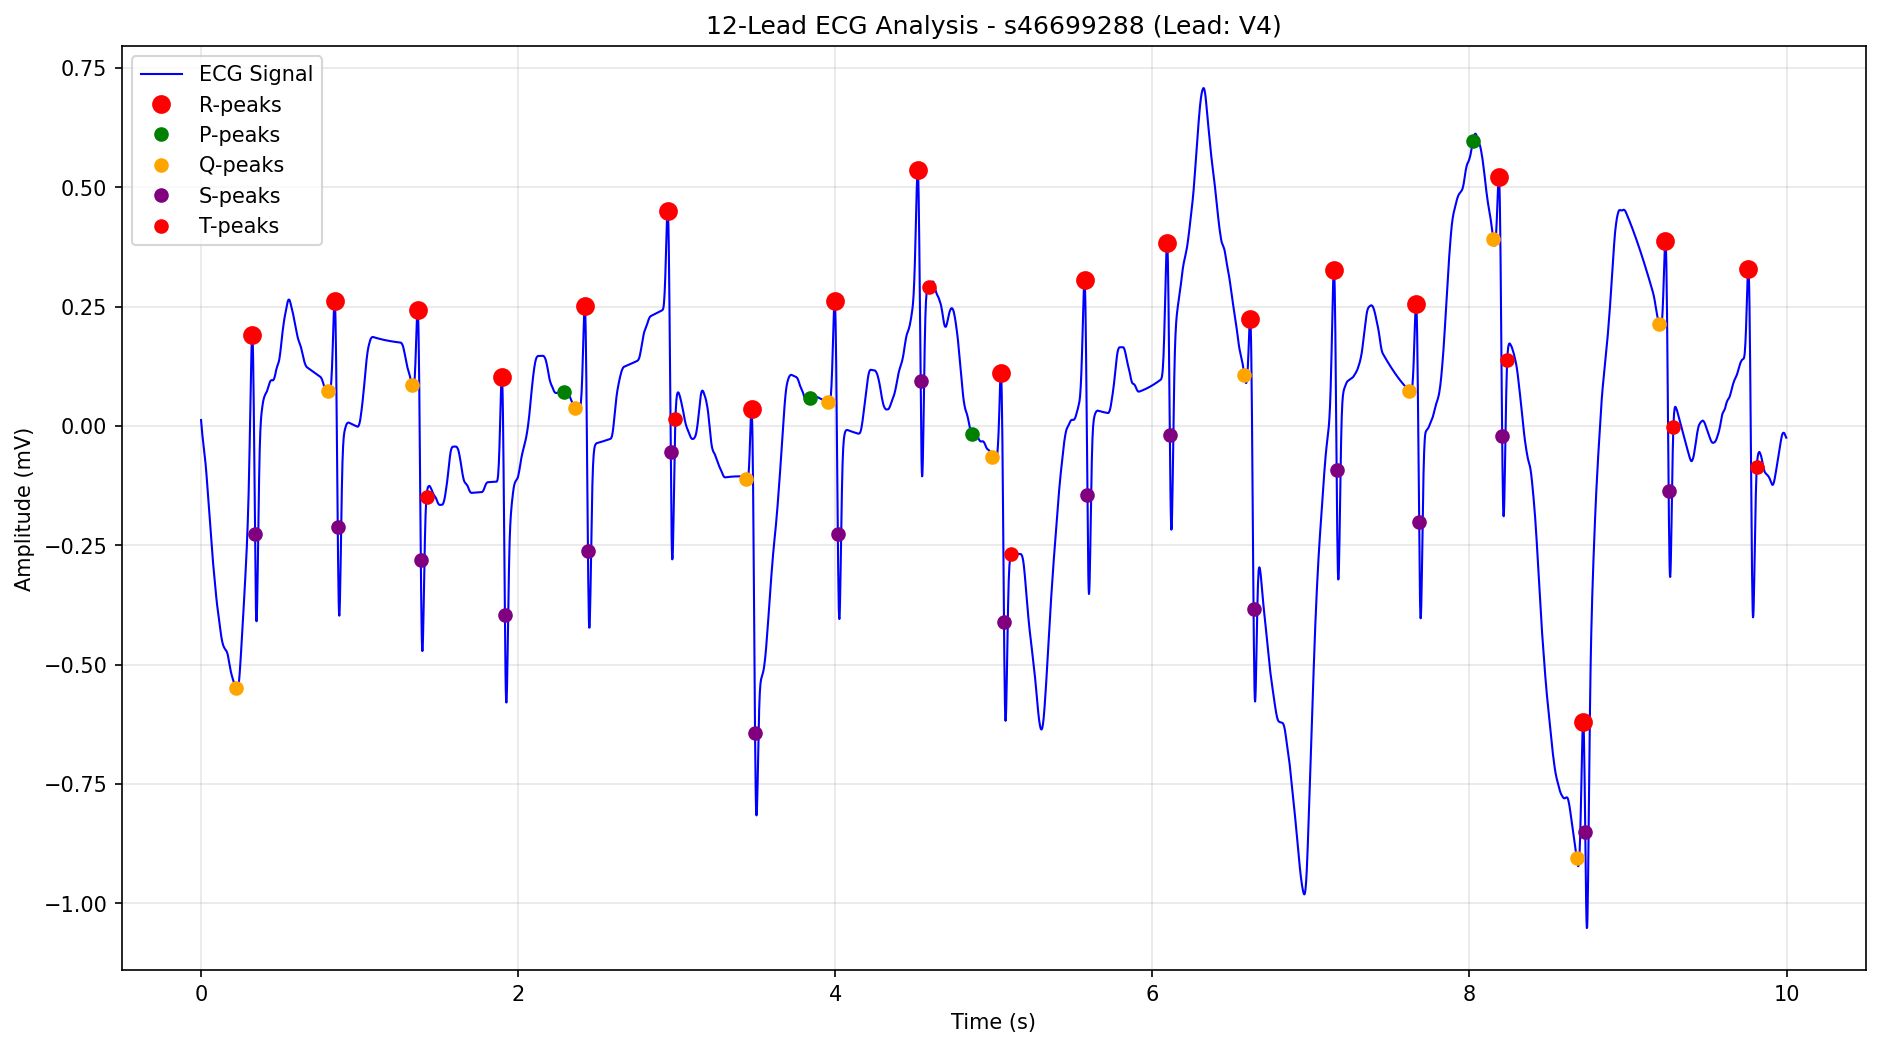 12-Lead ECG Analysis - s46699288 (Lead: V4)
ECG Signal
R-peaks
P-peaks
Q-peaks
S-peaks
T-peaks
Amplitude (mV)
0.75
0.50
0.25
0.00
−0.25
−0.50
−0.75
−1.00
0 2 4 6 8 10
Time (s)